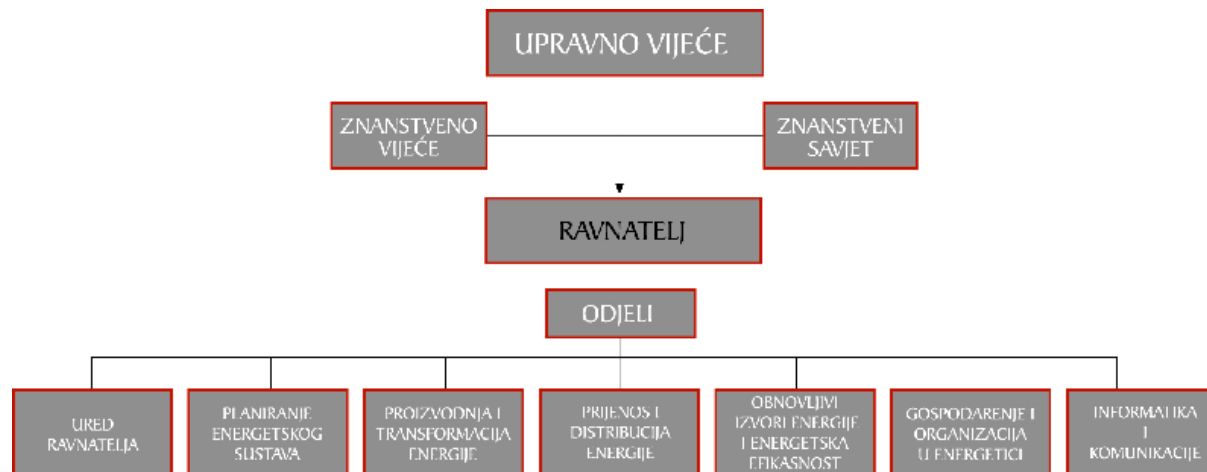 UPRAVNO VIJEĆE
ZNANSTVENO
VIJEĆE
ZNANSTVENI
SAVJET
RAVNATELJ
ODJELI
URED
RAVNATELJA
PLANIRANJE
ENERGETSKOG
SUSTAVA
PROIZVODNJA I
TRANSFORMACIJA
ENERGIJE
PRIJENOS I
DISTRIBUCIJA
ENERGIJE
OBNOVLJIVI
IZVORI ENERGIJE
I ENERGETSKA
EFIKASNOST
GOSPODARENJE I
ORGANIZACIJA
U ENERGETICI
INFORMATIKA
I
KOMUNIKACIJE